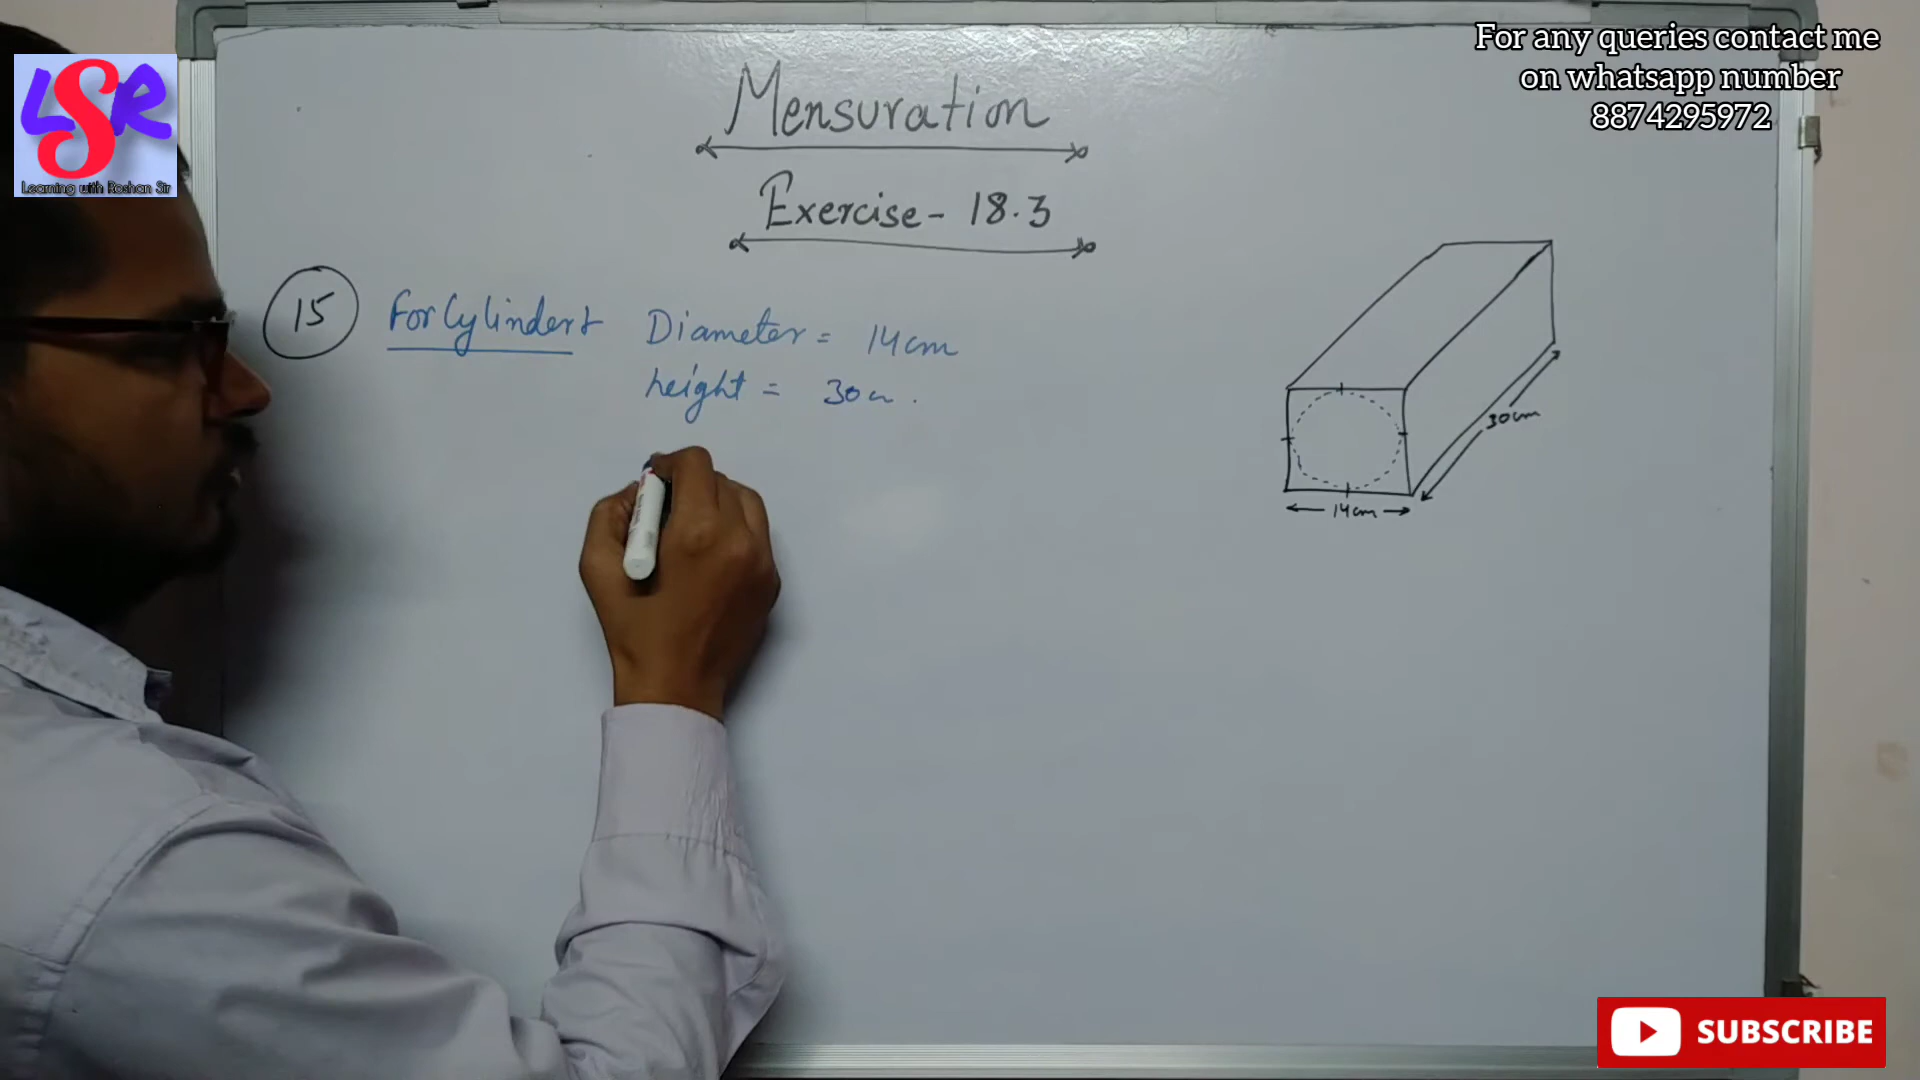 For any queries contact me
on whatsapp number
8874295972
LSR
Learning with Roshan Sir
Mensuration
Exercise - 18.3
15 For Cylinder Diameter = 14cm
height = 30c
30cm
14cm
SUBSCRIBE